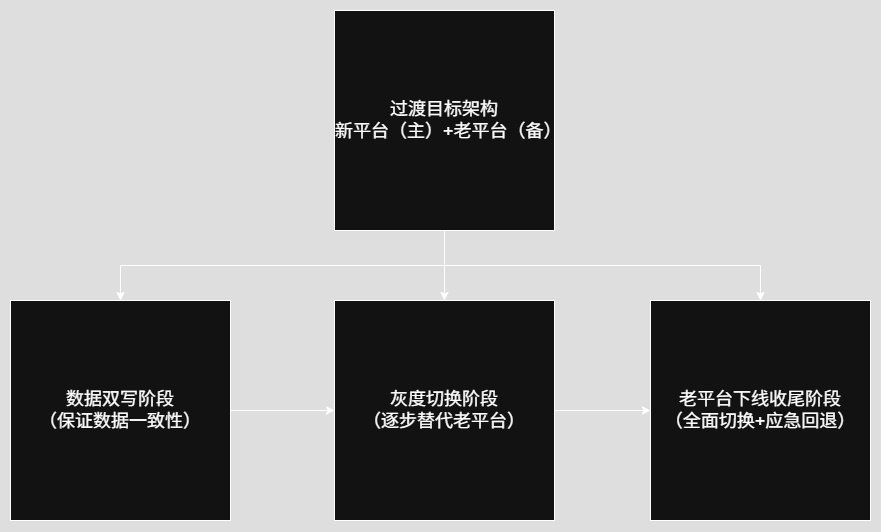 过渡目标架构
新平台（主）+老平台（备）
数据双写阶段
（保证数据一致性）
灰度切换阶段
（逐步替代老平台）
老平台下线收尾阶段
（全面切换+应急回退）